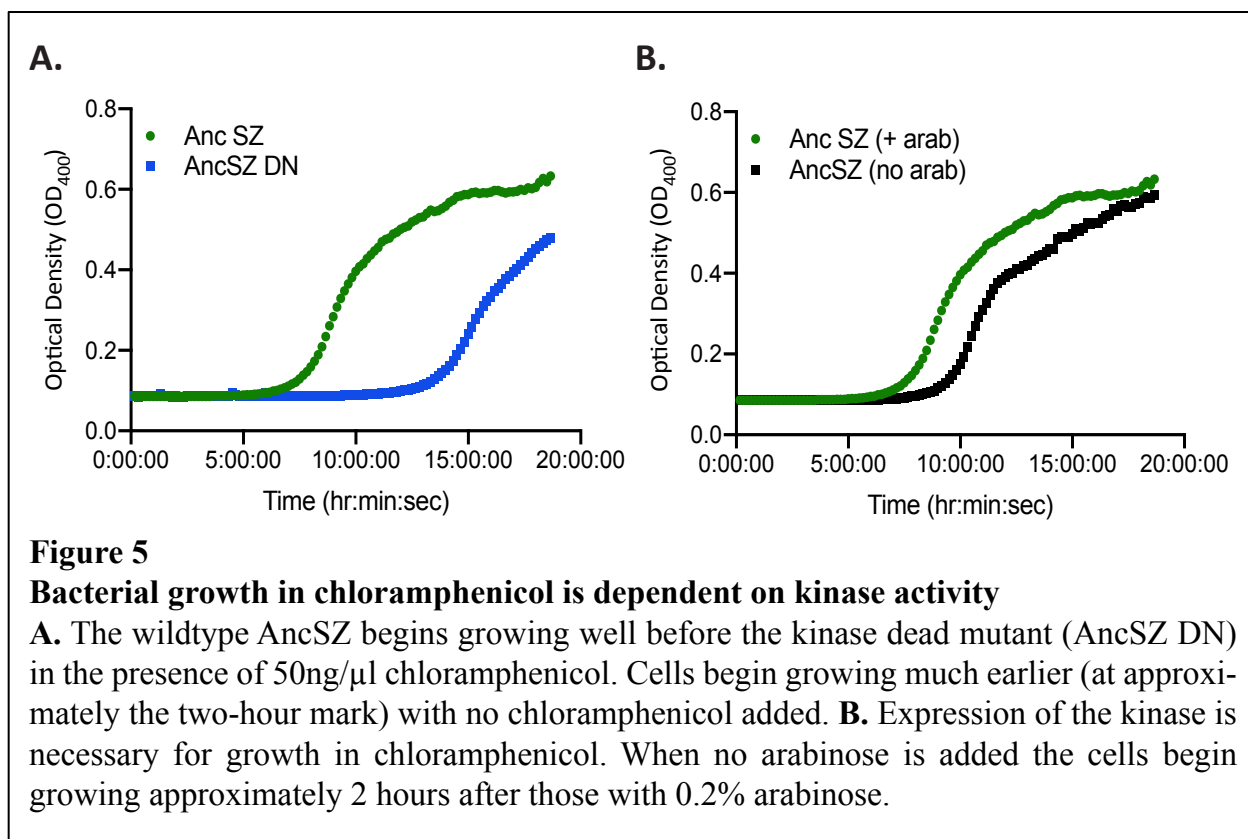 A.
0.8
0.6
0.4
0.2
0.0
Optical Density (OD400)
Anc SZ
AncSZ DN
0:00:00 5:00:00 10:00:00 15:00:00 20:00:00
Time (hr:min:sec)
B.
0.8
0.6
0.4
0.2
0.0
Optical Density (OD400)
Anc SZ (+ arab)
AncSZ (no arab)
0:00:00 5:00:00 10:00:00 15:00:00 20:00:00
Time (hr:min:sec)
Figure 5
Bacterial growth in chloramphenicol is dependent on kinase activity
A. The wildtype AncSZ begins growing well before the kinase dead mutant (AncSZ DN)
in the presence of 50ng/µl chloramphenicol. Cells begin growing much earlier (at approxi-
mately the two-hour mark) with no chloramphenicol added. B. Expression of the kinase is
necessary for growth in chloramphenicol. When no arabinose is added the cells begin
growing approximately 2 hours after those with 0.2% arabinose.